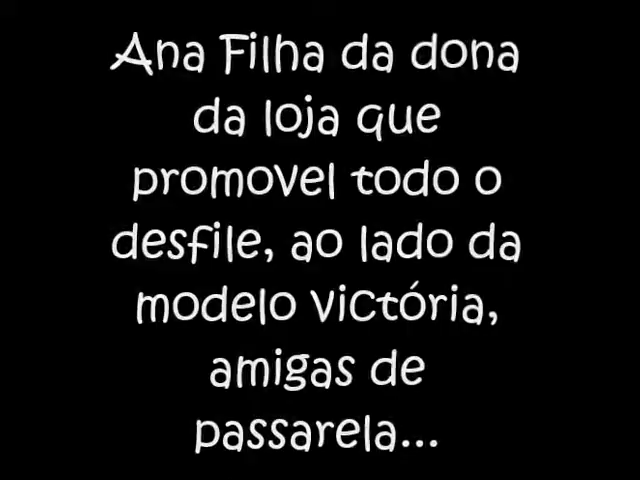 Ana Filha da dona
da loja que
promovel todo o
desfile, ao lado da
modelo victória,
amigas de
passarela...